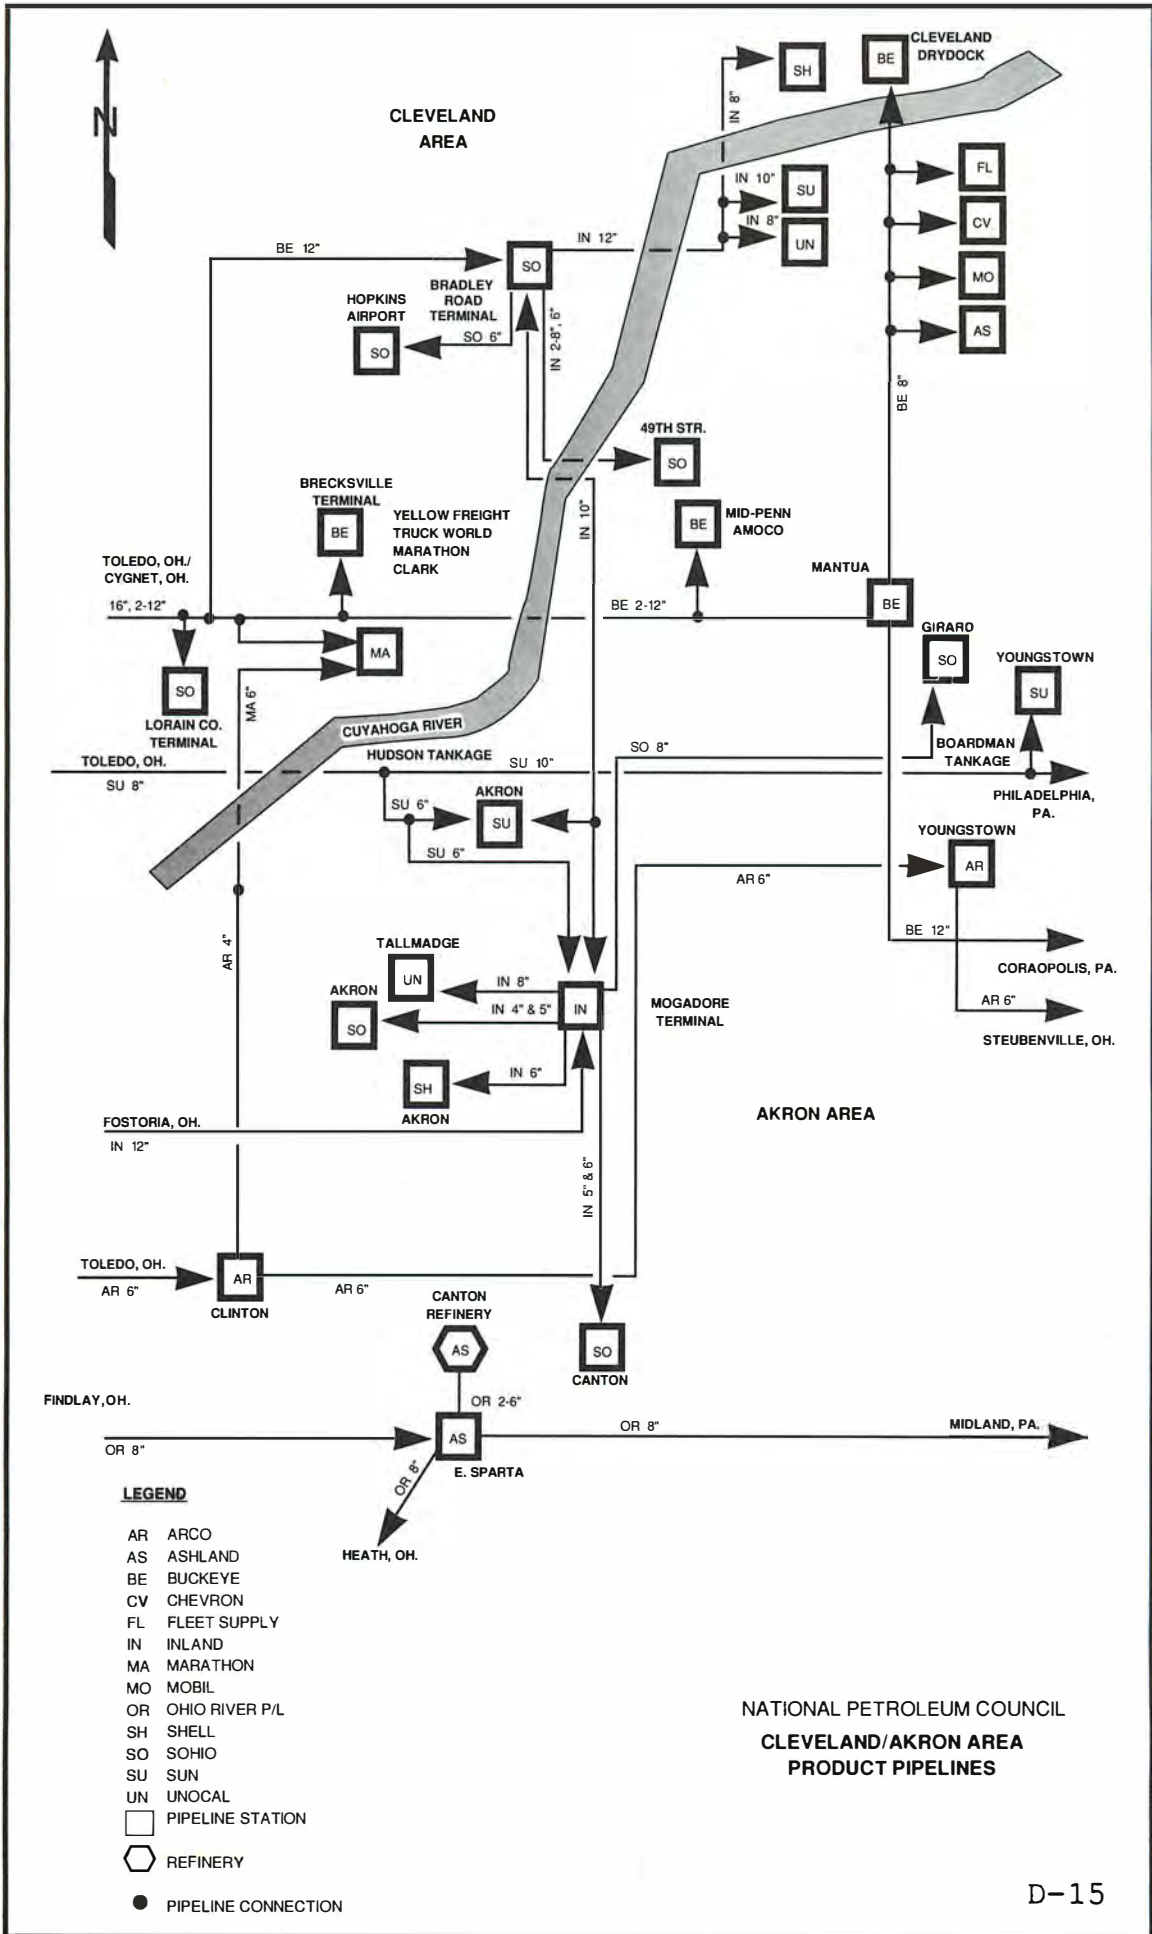 N
CLEVELAND
AREA
CLEVELAND
DRYDOCK
BE
SH
IN 8"
FL
IN 10"
SU
CV
IN 8"
UN
IN 12"
BE 12"
SO
MO
BRADLEY
ROAD
TERMINAL
HOPKINS
AIRPORT
SO 6"
SO
IN 2-8", 6"
AS
BE 8"
49TH STR.
SO
BRECKSVILLE
TERMINAL
BE
YELLOW FREIGHT
TRUCK WORLD
MARATHON
CLARK
IN 10"
BE
MID-PENN
AMOCO
TOLEDO, OH./
CYGNET, OH.
MANTUA
16", 2-12"
BE 2-12"
BE
GIRARD
SO
YOUNGSTOWN
SU
MA
SO
MA 6"
LORAIN CO.
TERMINAL
CUYAHOGA RIVER
SO 8"
BOARDMAN
TANKAGE
HUDSON TANKAGE
TOLEDO, OH.
SU 8"
SU 10"
PHILADELPHIA,
PA.
SU 6"
AKRON
SU
SU 6"
YOUNGSTOWN
AR
AR 6"
AR 4"
BE 12"
CORAOPOLIS, PA.
TALLMADGE
UN
IN 8"
AKRON
SO
IN 4" & 5"
IN
MOGADORE
TERMINAL
AR 6"
STEUBENVILLE, OH.
SH
IN 6"
AKRON
AKRON AREA
FOSTORIA, OH.
IN 12"
IN 5" & 6"
TOLEDO, OH.
AR 6"
AR
CLINTON
AR 6"
CANTON
REFINERY
AS
SO
CANTON
OR 2-6"
FINDLAY,OH.
OR 8"
AS
E. SPARTA
OR 8"
MIDLAND, PA.
OR 8"
HEATH, OH.
LEGEND
AR ARCO
AS ASHLAND
BE BUCKEYE
CV CHEVRON
FL FLEET SUPPLY
IN INLAND
MA MARATHON
MO MOBIL
OR OHIO RIVER P/L
SH SHELL
SO SOHIO
SU SUN
UN UNOCAL
PIPELINE STATION
REFINERY
PIPELINE CONNECTION
NATIONAL PETROLEUM COUNCIL
CLEVELAND/AKRON AREA
PRODUCT PIPELINES
D-15